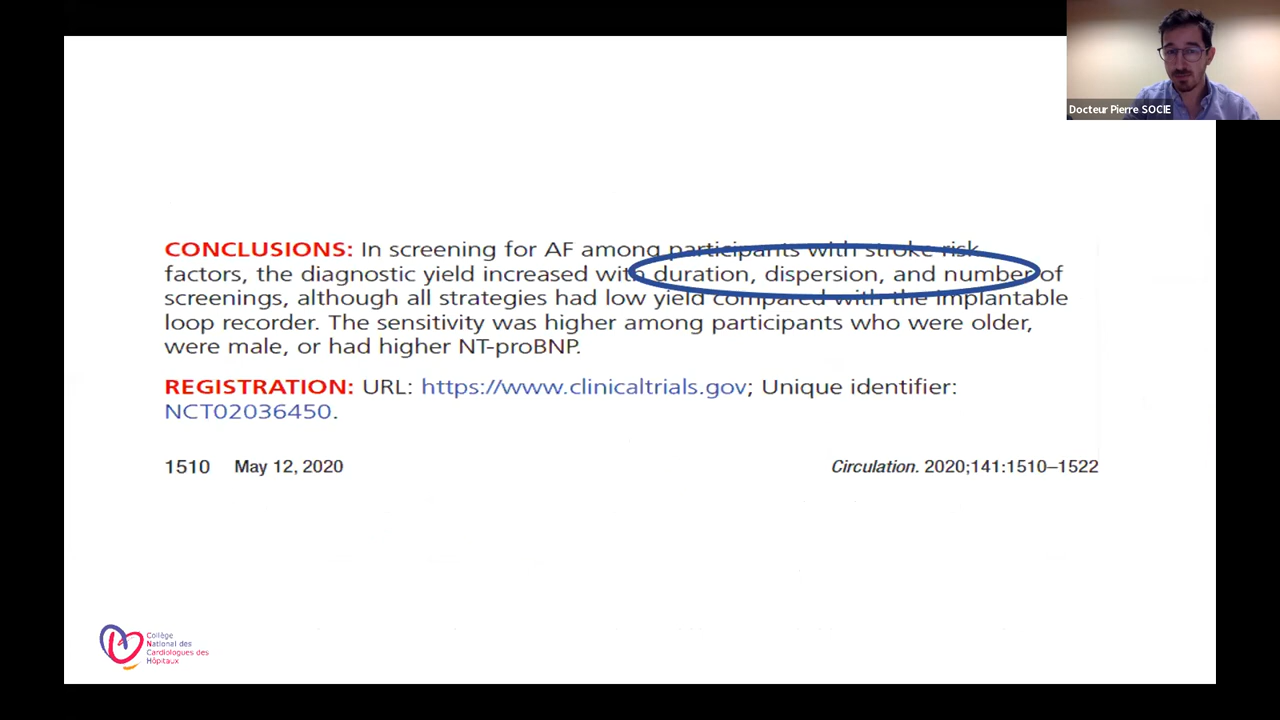 Docteur Pierre SOCIE
CONCLUSIONS: In screening for AF among participants with stroke risk
factors, the diagnostic yield increased with duration, dispersion, and number of
screenings, although all strategies had low yield compared with the implantable
loop recorder. The sensitivity was higher among participants who were older,
were male, or had higher NT-proBNP.
REGISTRATION: URL: https://www.clinicaltrials.gov; Unique identifier:
NCT02036450.
1510 May 12, 2020 Circulation. 2020;141:1510–1522
Collège
National des
Cardiologues des
Hôpitaux